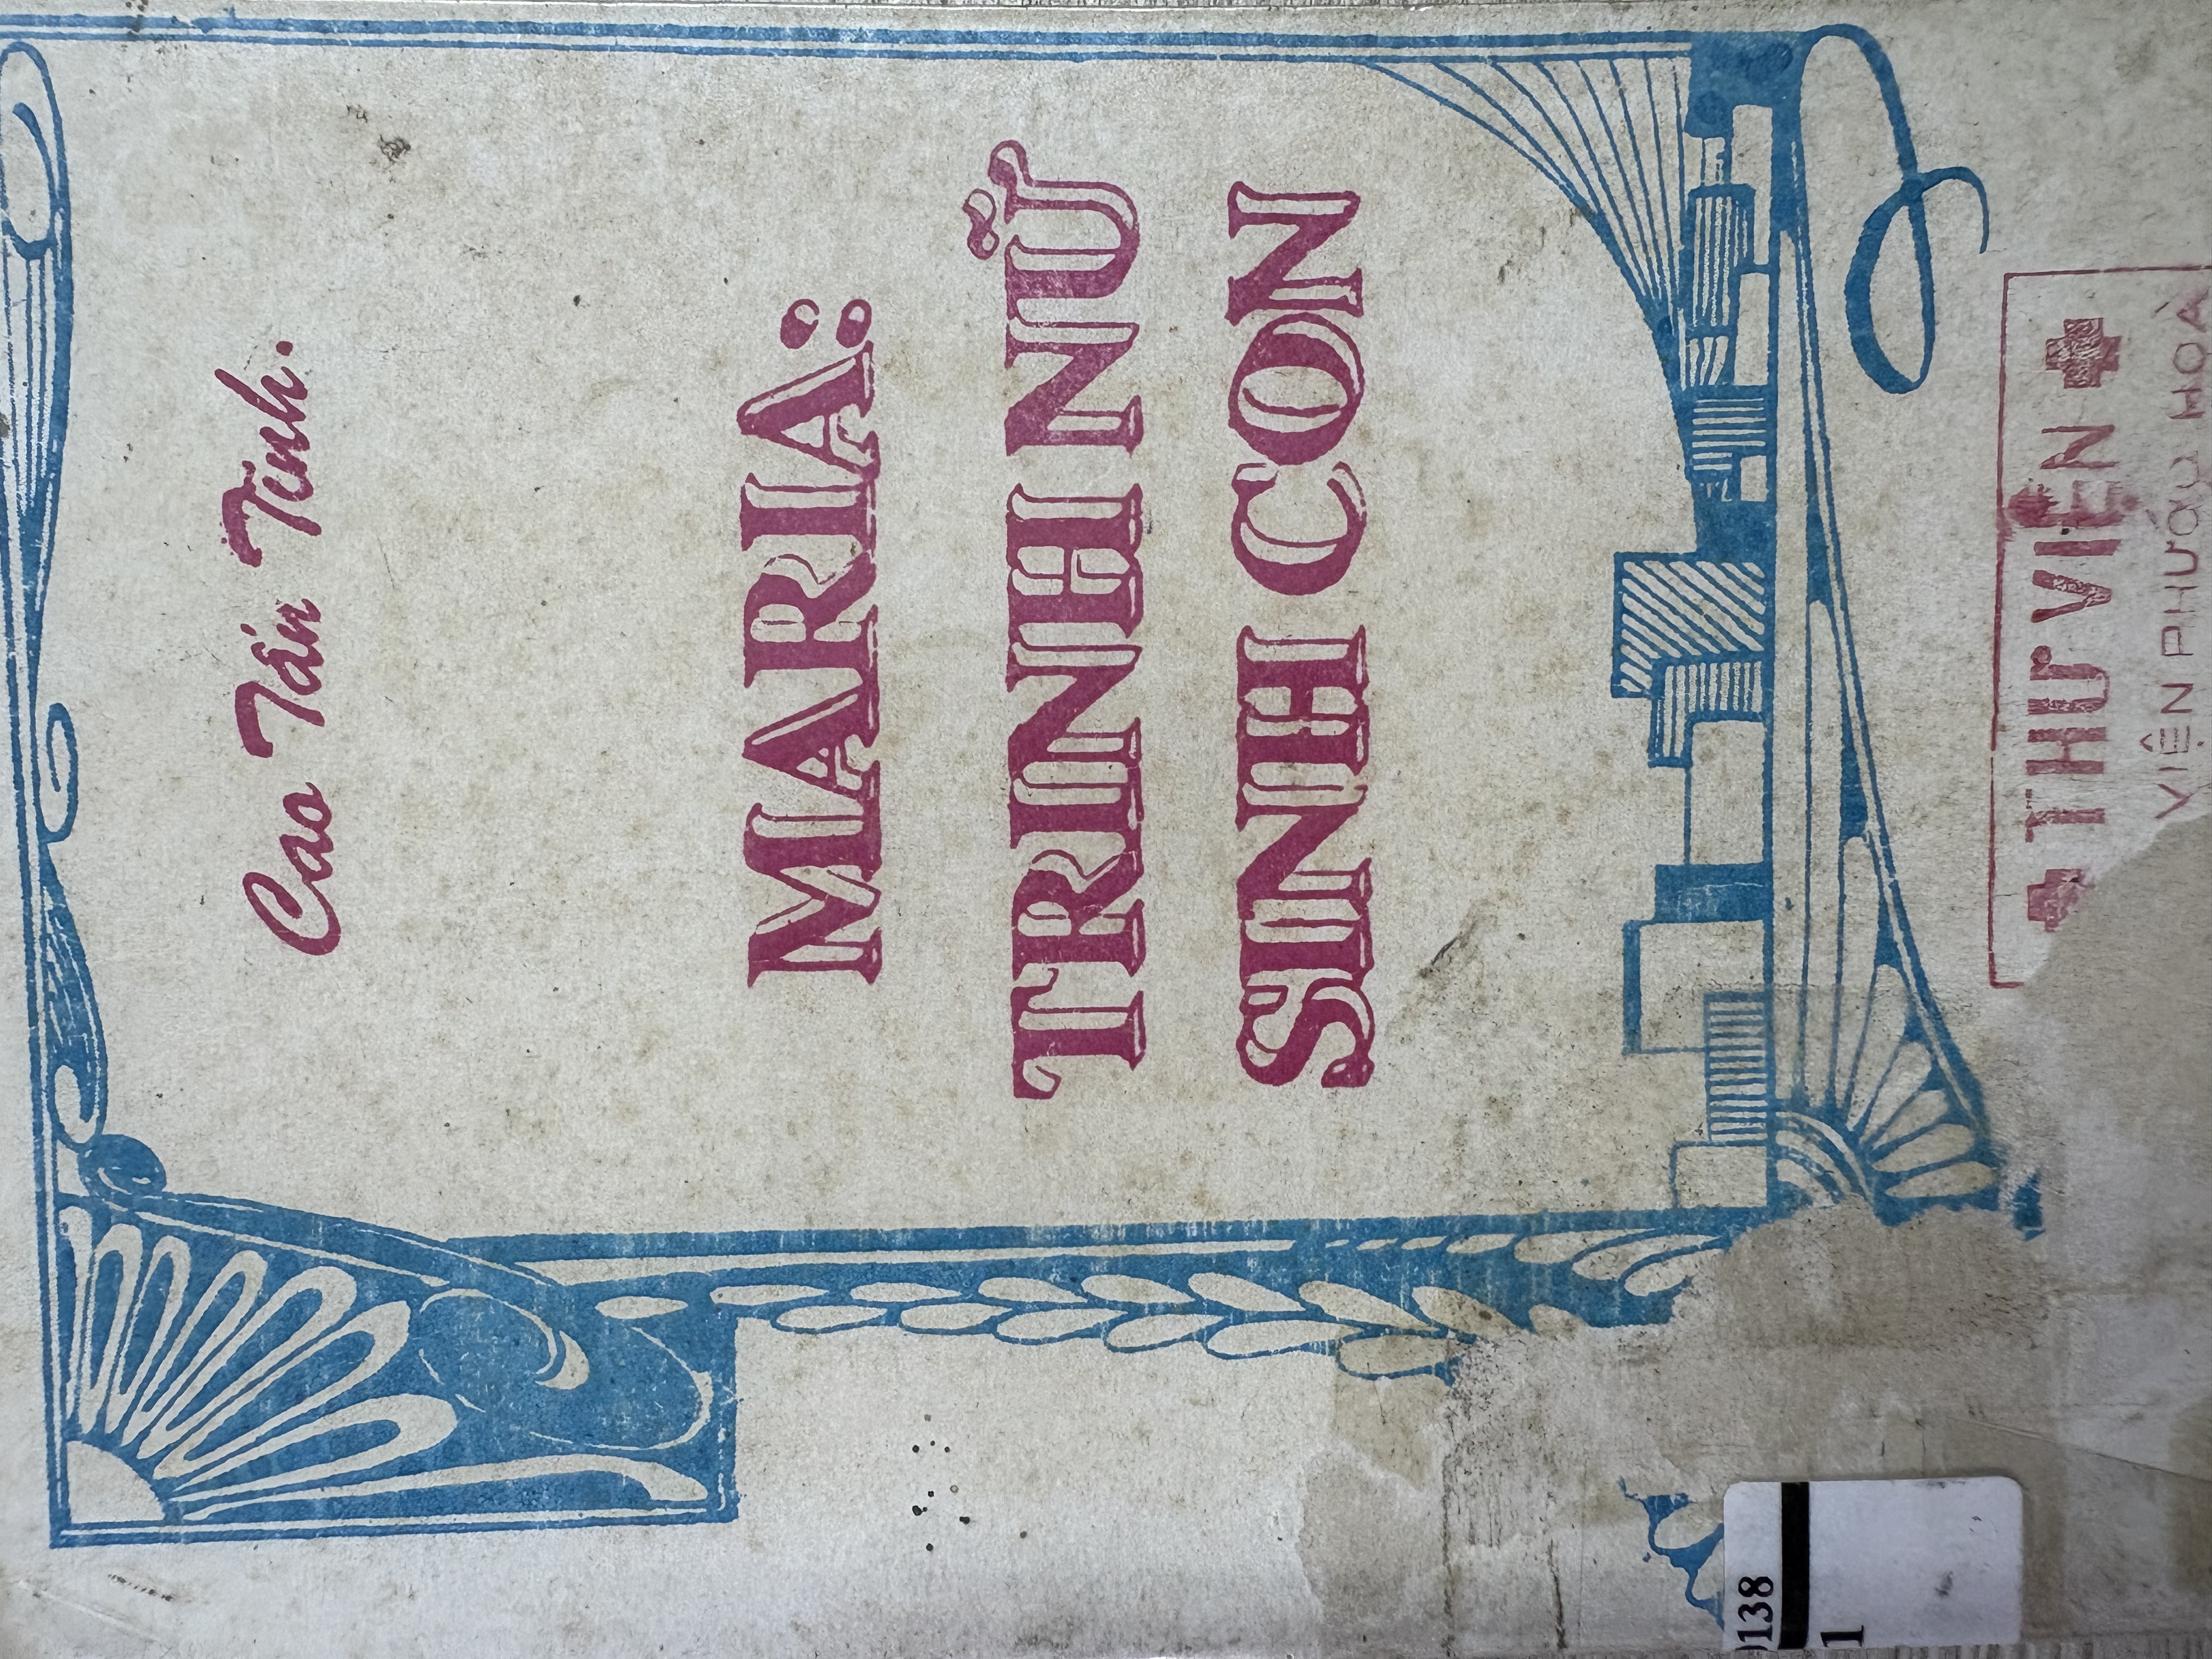 Cao Tấn Tĩnh.
MARIA:
TRINH NỮ
SINH CON
THƯ VIỆN
VIỆN PHƯỢNG HOÀ
138
1